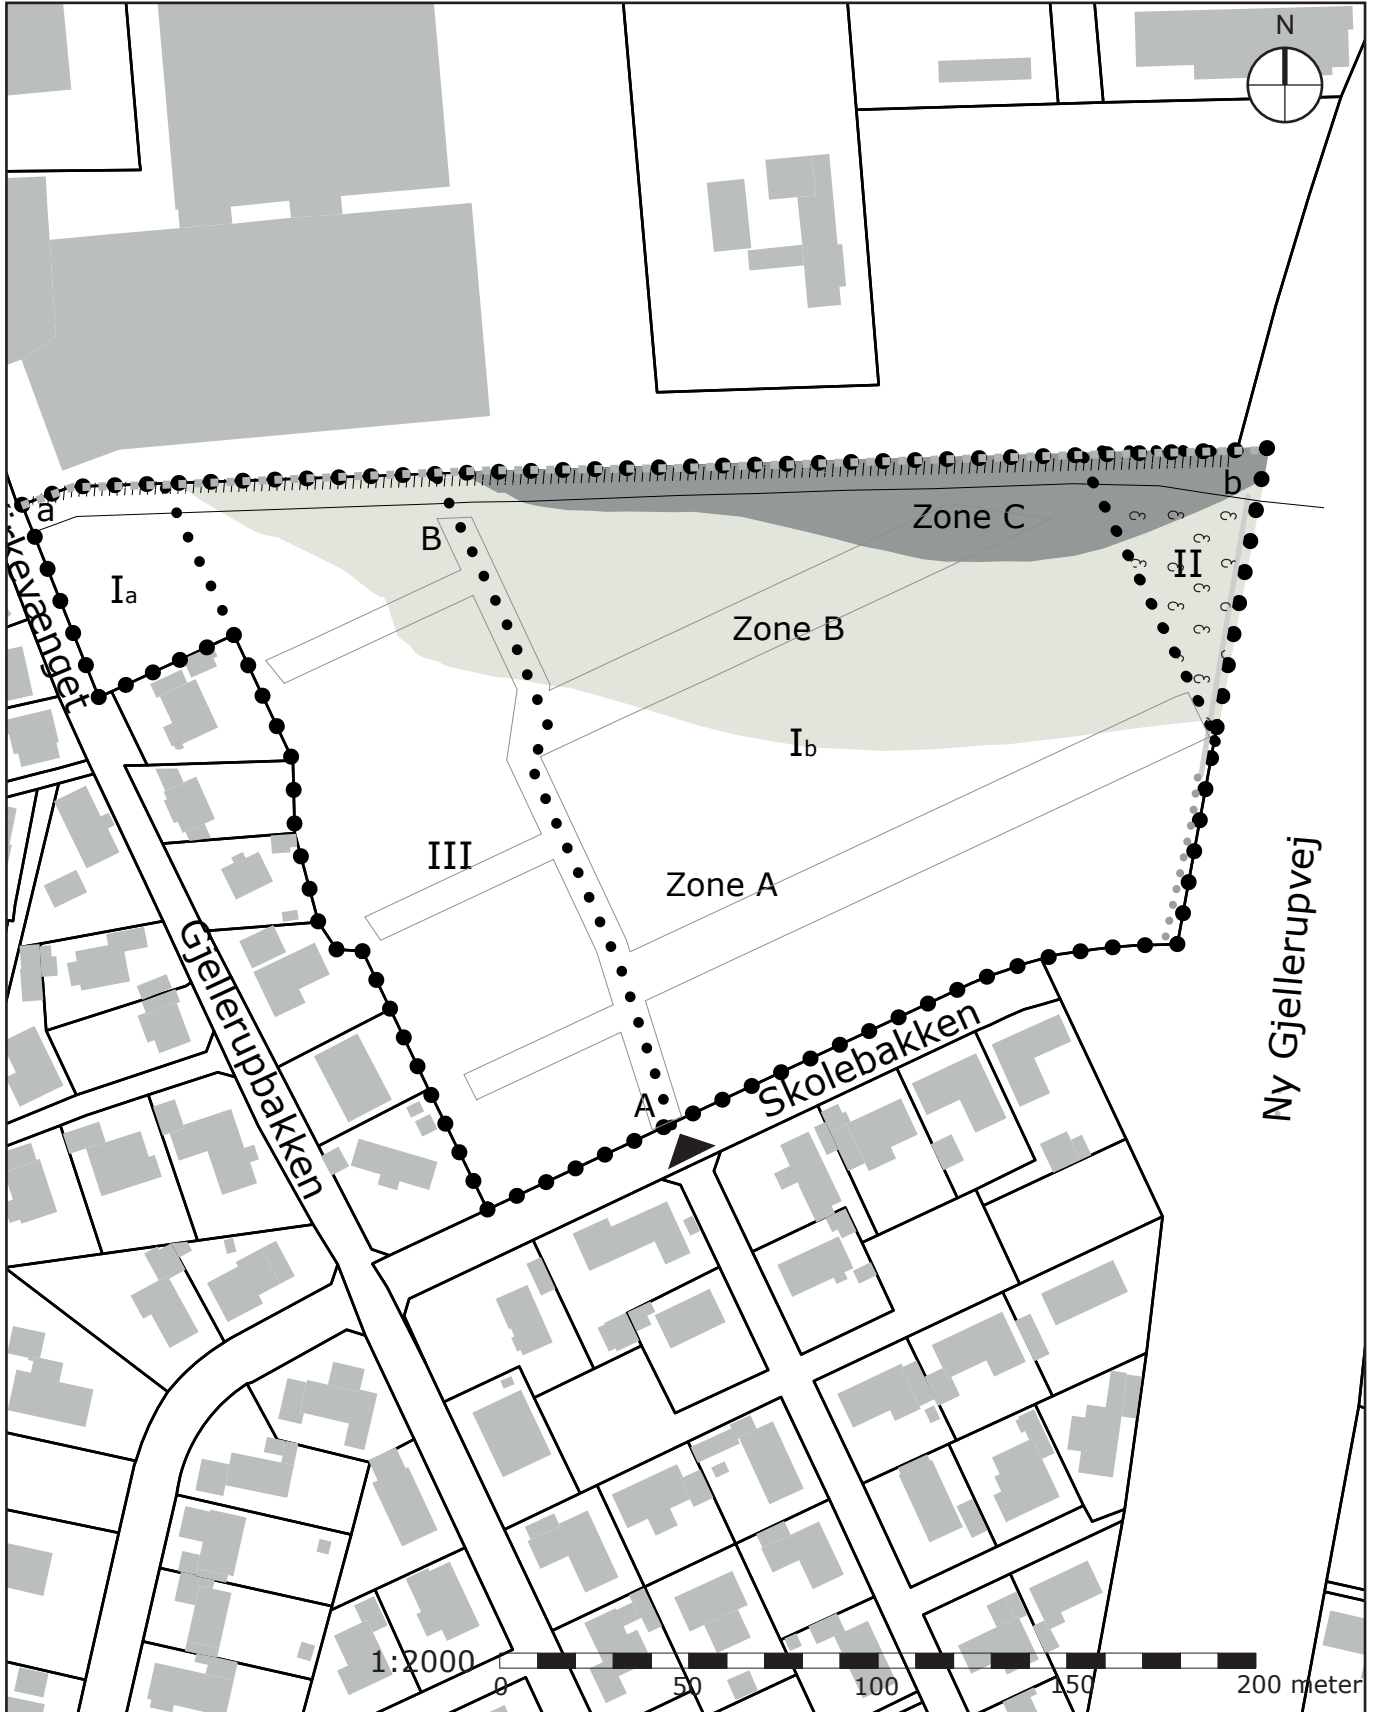 N
Zone C
b
a
B
Ia
II
Zone B
Ib
III
Zone A
Gjellerupbakken
Ny Gjellerupvej
A
Skolebakken
1:2000
0
50
100
150
200 meter